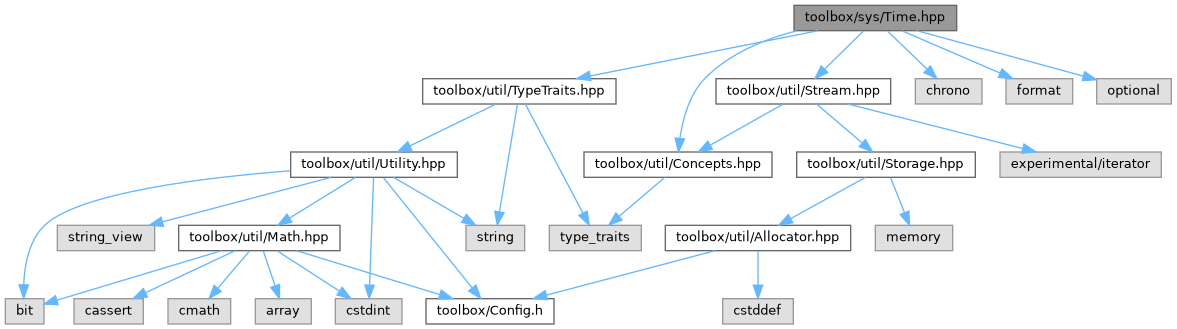 toolbox/sys/Time.hpp
toolbox/util/TypeTraits.hpp
toolbox/util/Stream.hpp
chrono
format
optional
toolbox/util/Utility.hpp
toolbox/util/Concepts.hpp
toolbox/util/Storage.hpp
experimental/iterator
string_view
toolbox/util/Math.hpp
string
type_traits
toolbox/util/Allocator.hpp
memory
bit
cassert
cmath
array
cstdint
toolbox/Config.h
cstddef